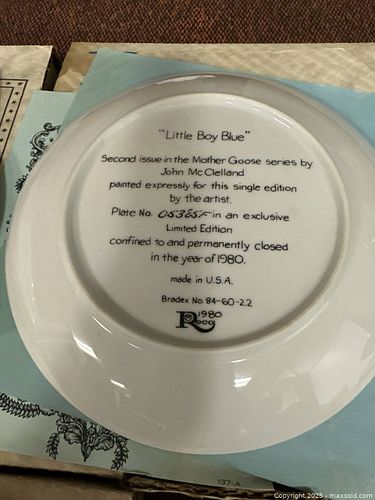 "Little Boy Blue"
Second issue in the Mother Goose series by
John McClelland
painted expressly for this single edition
by the artist.
Plate No. 05385F in an exclusive
Limited Edition
confined to and permanently closed
in the year of 1980.
made in U.S.A.
Bradex No 84-60-2.2
1980
Reco
137-A
Copyright 2025 - maxsold.com